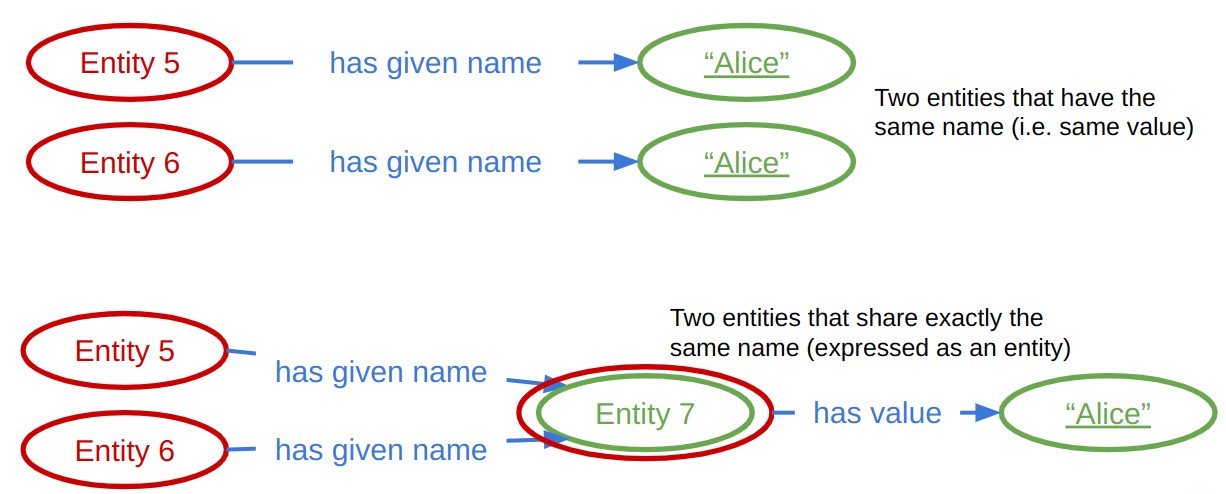 Entity 5
has given name
“Alice”
Entity 6
has given name
“Alice”
Two entities that have the
same name (i.e. same value)
Two entities that share exactly the
same name (expressed as an entity)
Entity 5
has given name
Entity 6
has given name
Entity 7
has value
“Alice”